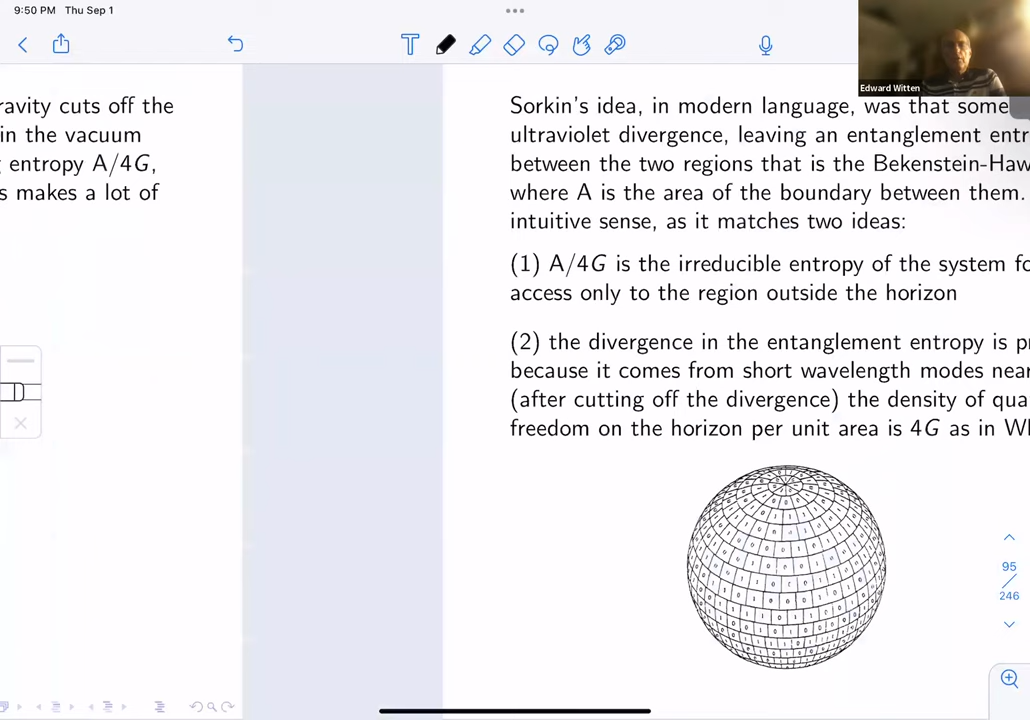 9:50 PM Thu Sep 1
Edward Witten
ravity cuts off the
in the vacuum
entropy A/4G,
s makes a lot of
Sorkin's idea, in modern language, was that some
ultraviolet divergence, leaving an entanglement entr
between the two regions that is the Bekenstein-Haw
where A is the area of the boundary between them.
intuitive sense, as it matches two ideas:
(1) A/4G is the irreducible entropy of the system fo
access only to the region outside the horizon
(2) the divergence in the entanglement entropy is pr
because it comes from short wavelength modes near
(after cutting off the divergence) the density of qua
freedom on the horizon per unit area is 4G as in Wh
95
246